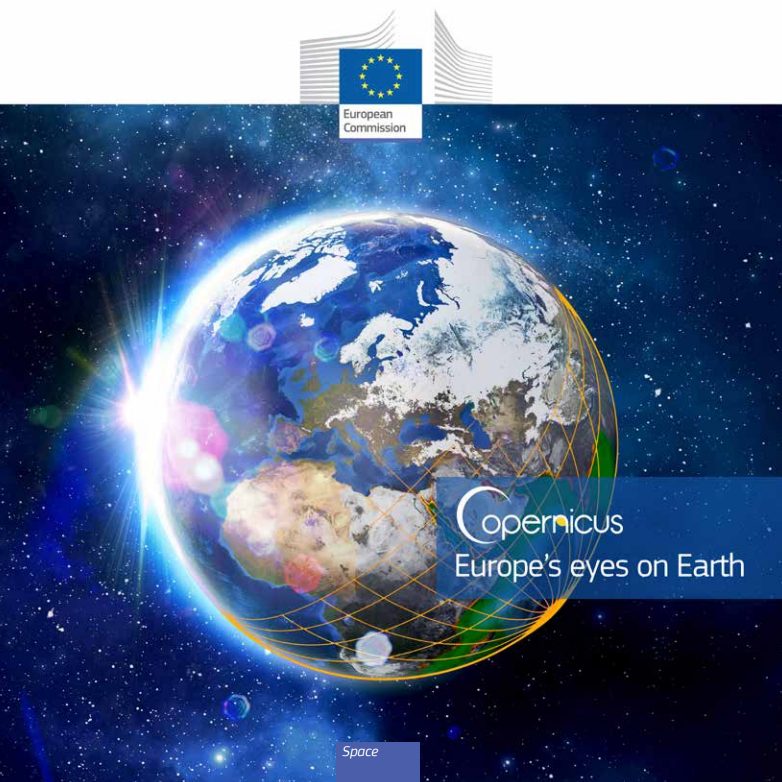 European
Commission
Copernicus
Europe's eyes on Earth
Space